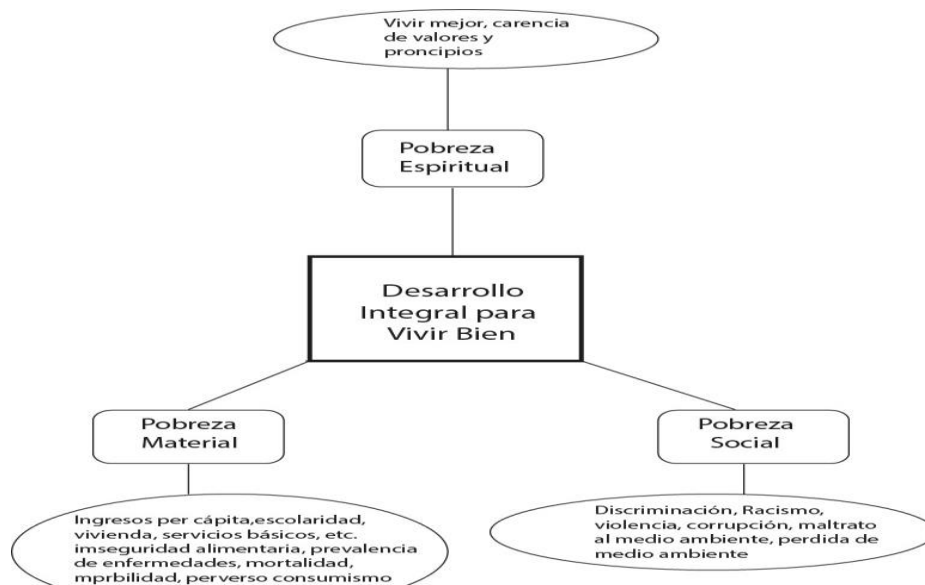 Vivir mejor, carencia
de valores y
proncipios
Pobreza
Espiritual
Desarrollo
Integral para
Vivir Bien
Pobreza
Material
Pobreza
Social
Ingresos per cápita,escolaridad,
vivienda, servicios básicos, etc.
imseguridad alimentaria, prevalencia
de enfermedades, mortalidad,
mprbilidad, perverso consumismo
Discriminación, Racismo,
violencia, corrupción, maltrato
al medio ambiente, perdida de
medio ambiente